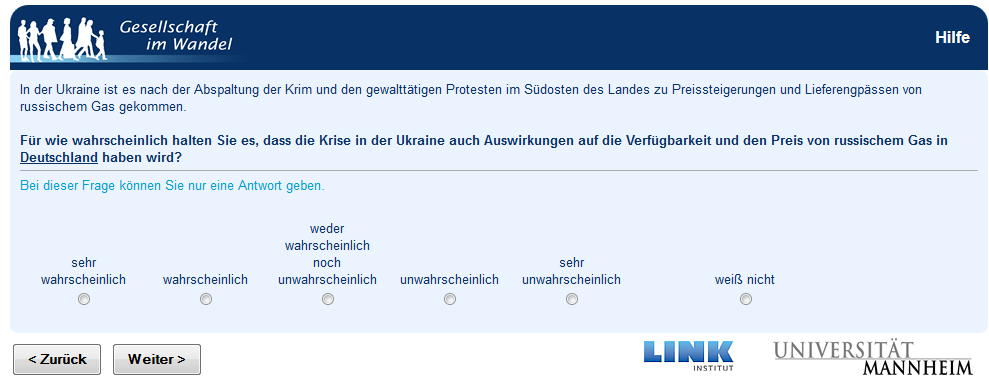 Gesellschaft
im Wandel
Hilfe
In der Ukraine ist es nach der Abspaltung der Krim und den gewalttätigen Protesten im Südosten des Landes zu Preissteigerungen und Lieferengpässen von
russischem Gas gekommen.
Für wie wahrscheinlich halten Sie es, dass die Krise in der Ukraine auch Auswirkungen auf die Verfügbarkeit und den Preis von russischem Gas in
Deutschland haben wird?
Bei dieser Frage können Sie nur eine Antwort geben.
sehr
wahrscheinlich
wahrscheinlich
weder
wahrscheinlich
noch
unwahrscheinlich
unwahrscheinlich
sehr
unwahrscheinlich
weiß nicht
< Zurück
Weiter >
LINK
INSTITUT
UNIVERSITÄT
MANNHEIM